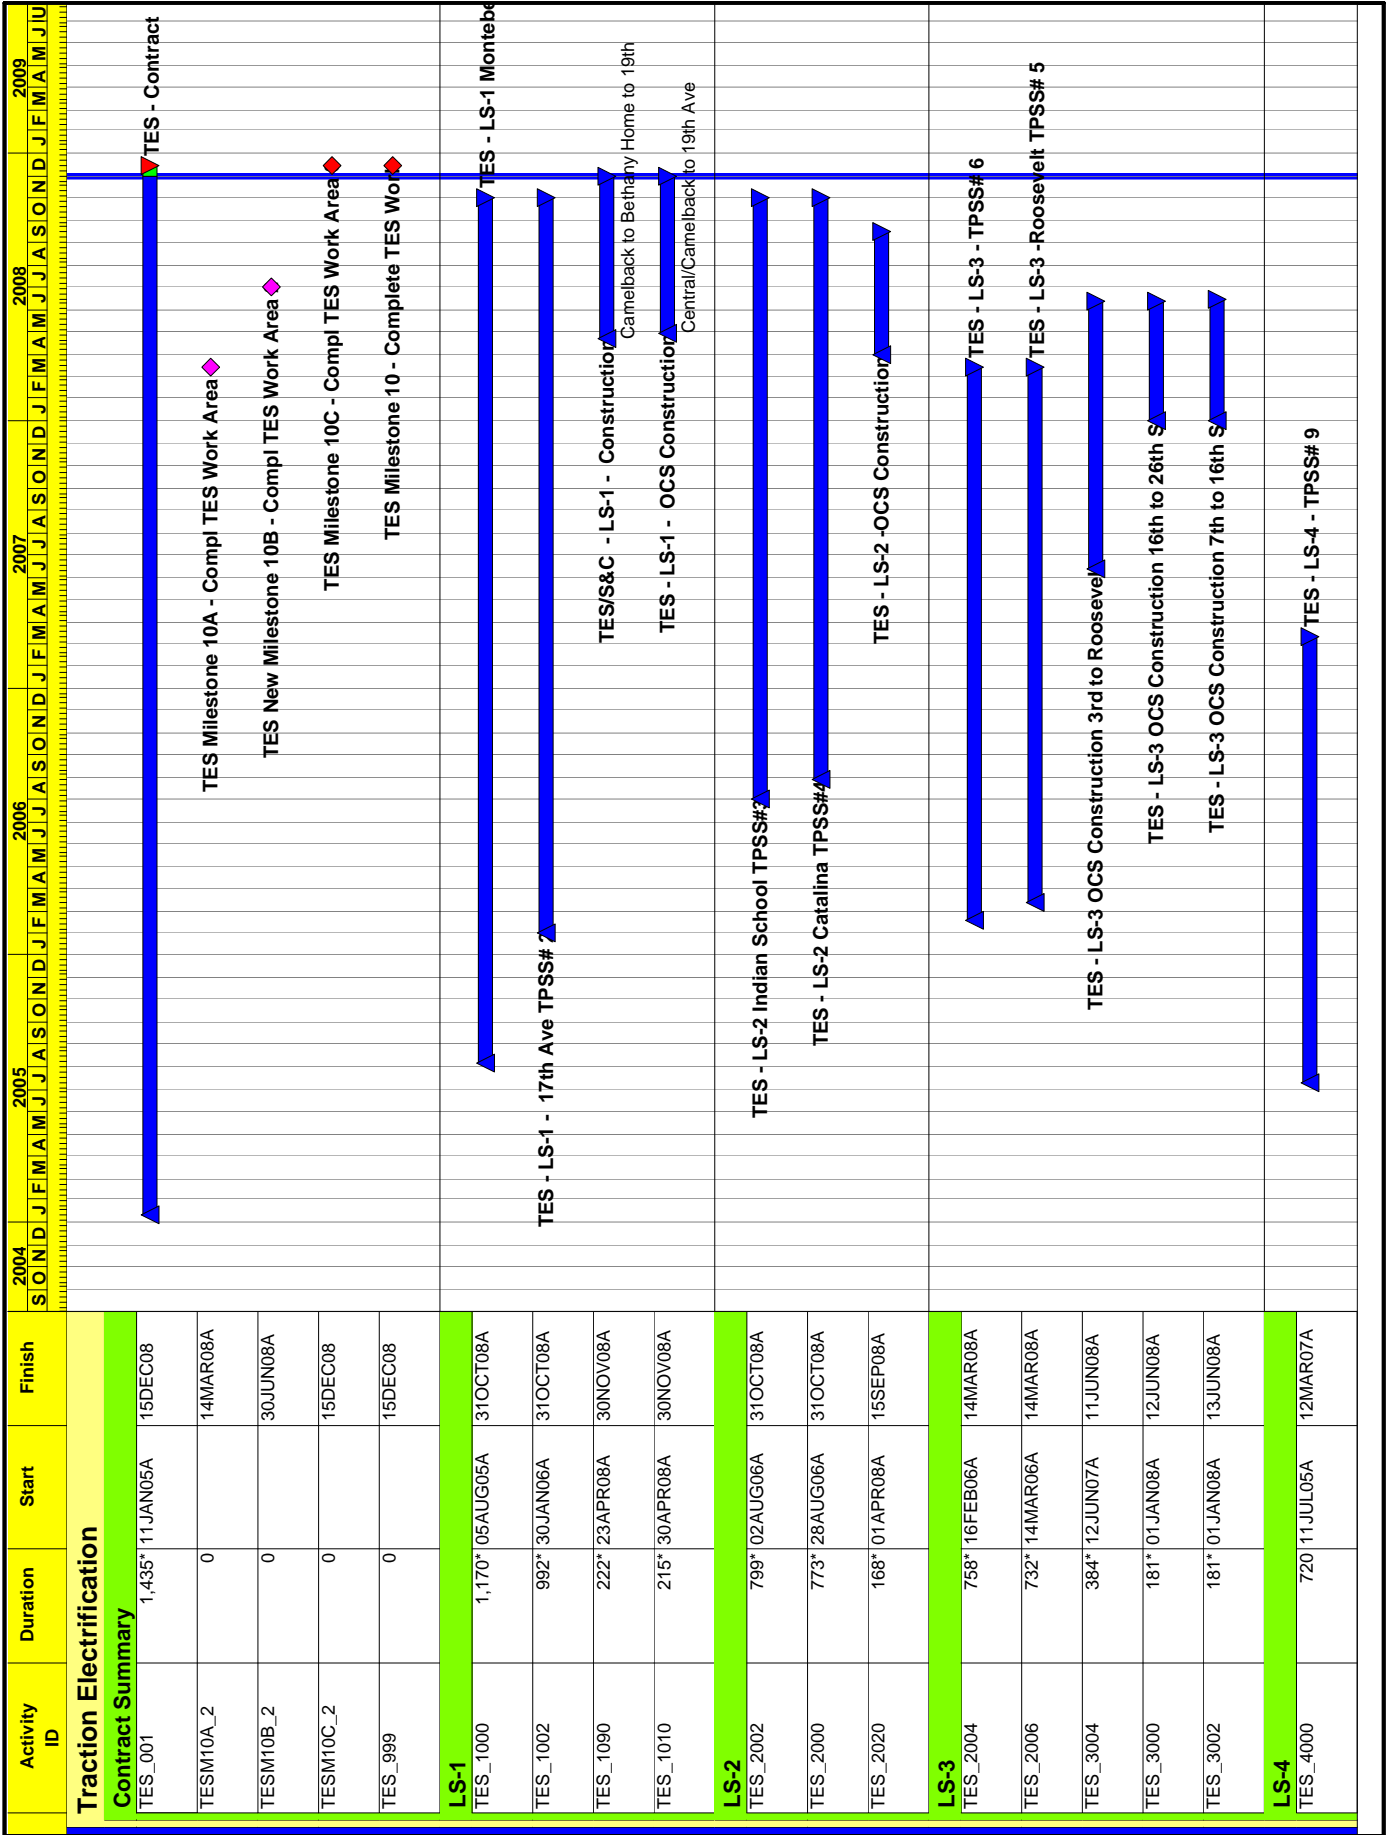 Activity ID Duration Start Finish 2004 2005 2006 2007 2008 2009
S O N D J F M A M J J A S O N D J F M A M J J A S O N D J F M A M J J A S O N D J F M A M J J A S O N D J F M A M J JU
Traction Electrification
Contract Summary
TES_001 1,435* 11JAN05A 15DEC08 TES - Contract
TESM10A_2 0 14MAR08A TES Milestone 10A - Compl TES Work Area
TESM10B_2 0 30JUN08A TES New Milestone 10B - Compl TES Work Area
TESM10C_2 0 15DEC08 TES Milestone 10C - Compl TES Work Area
TES_999 0 15DEC08 TES Milestone 10 - Complete TES Work
LS-1
TES_1000 1,170* 05AUG05A 31OCT08A TES - LS-1 Montebe
TES_1002 992* 30JAN06A 31OCT08A TES - LS-1 - 17th Ave TPSS# 2
TES_1090 222* 23APR08A 30NOV08A TES/S&C - LS-1 - Construction
Camelback to Bethany Home to 19th
TES_1010 215* 30APR08A 30NOV08A TES - LS-1 - OCS Construction
Central/Camelback to 19th Ave
LS-2
TES_2002 799* 02AUG06A 31OCT08A TES - LS-2 Indian School TPSS#3
TES_2000 773* 28AUG06A 31OCT08A TES - LS-2 Catalina TPSS#4
TES_2020 168* 01APR08A 15SEP08A TES - LS-2 -OCS Construction
LS-3
TES_2004 758* 16FEB06A 14MAR08A TES - LS-3 - TPSS# 6
TES_2006 732* 14MAR06A 14MAR08A TES - LS-3 -Roosevelt TPSS# 5
TES_3004 384* 12JUN07A 11JUN08A TES - LS-3 OCS Construction 3rd to Roosevel
TES_3000 181* 01JAN08A 12JUN08A TES - LS-3 OCS Construction 16th to 26th S
TES_3002 181* 01JAN08A 13JUN08A TES - LS-3 OCS Construction 7th to 16th S
LS-4
TES_4000 720 11JUL05A 12MAR07A TES - LS-4 - TPSS# 9